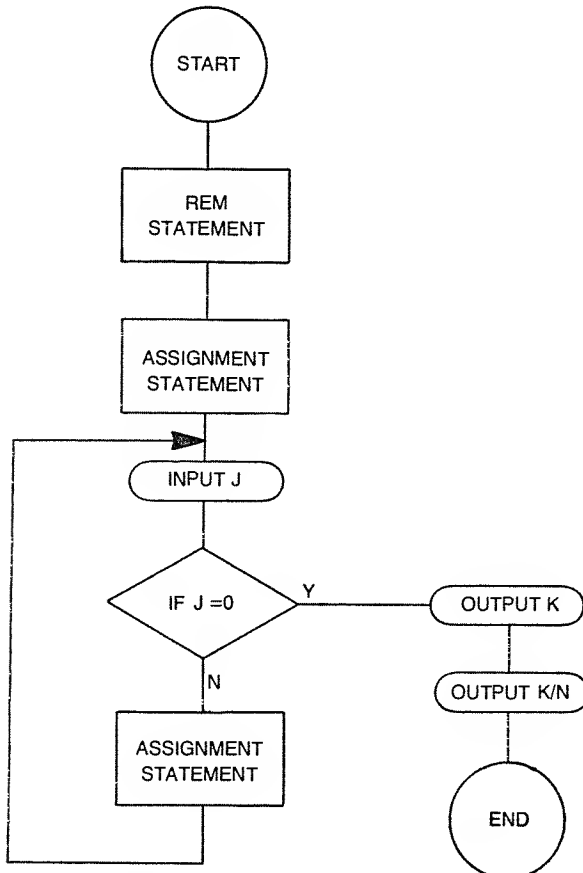 START
REM
STATEMENT
ASSIGNMENT
STATEMENT
INPUT J
IF J =0
Y
OUTPUT K
OUTPUT K/N
END
N
ASSIGNMENT
STATEMENT